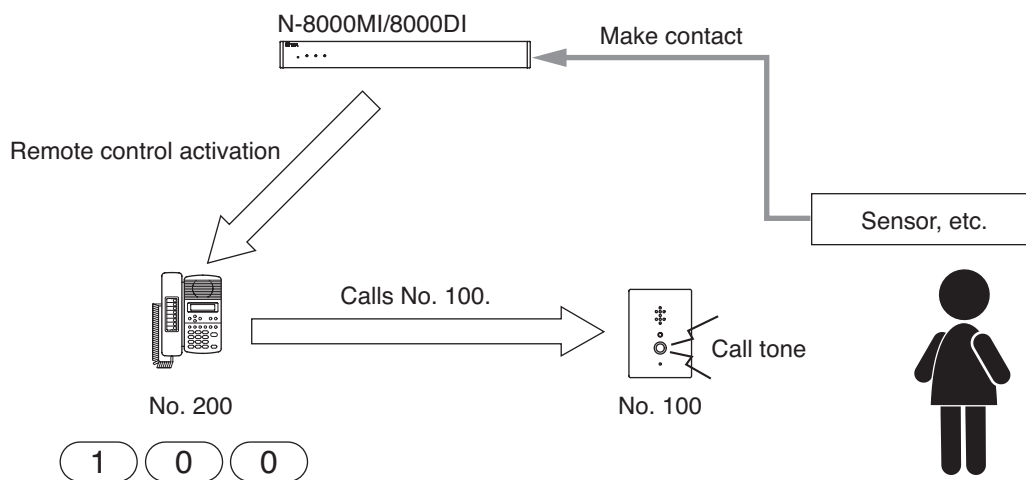 N-8000MI/8000DI
Make contact
Remote control activation
Sensor, etc.
Calls No. 100.
Call tone
No. 200
No. 100
1 0 0